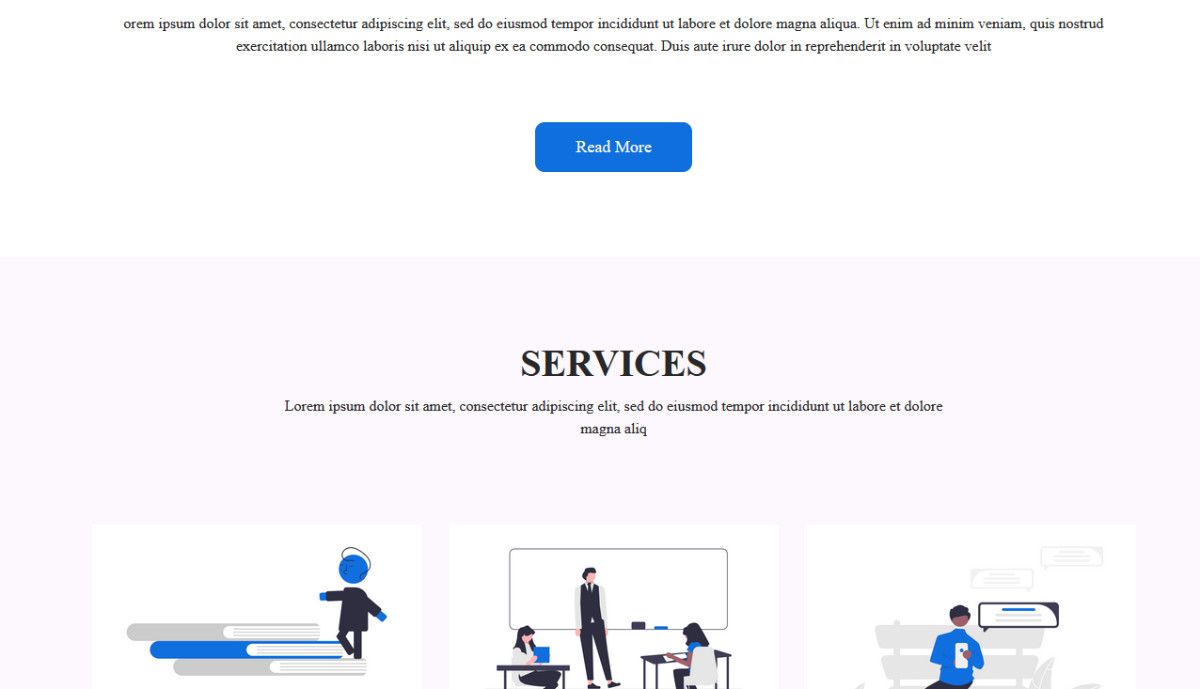 orem ipsum dolor sit amet, consectetur adipiscing elit, sed do eiusmod tempor incididunt ut labore et dolore magna aliqua. Ut enim ad minim veniam, quis nostrud
exercitation ullamco laboris nisi ut aliquip ex ea commodo consequat. Duis aute irure dolor in reprehenderit in voluptate velit
Read More
SERVICES
Lorem ipsum dolor sit amet, consectetur adipiscing elit, sed do eiusmod tempor incididunt ut labore et dolore
magna aliq